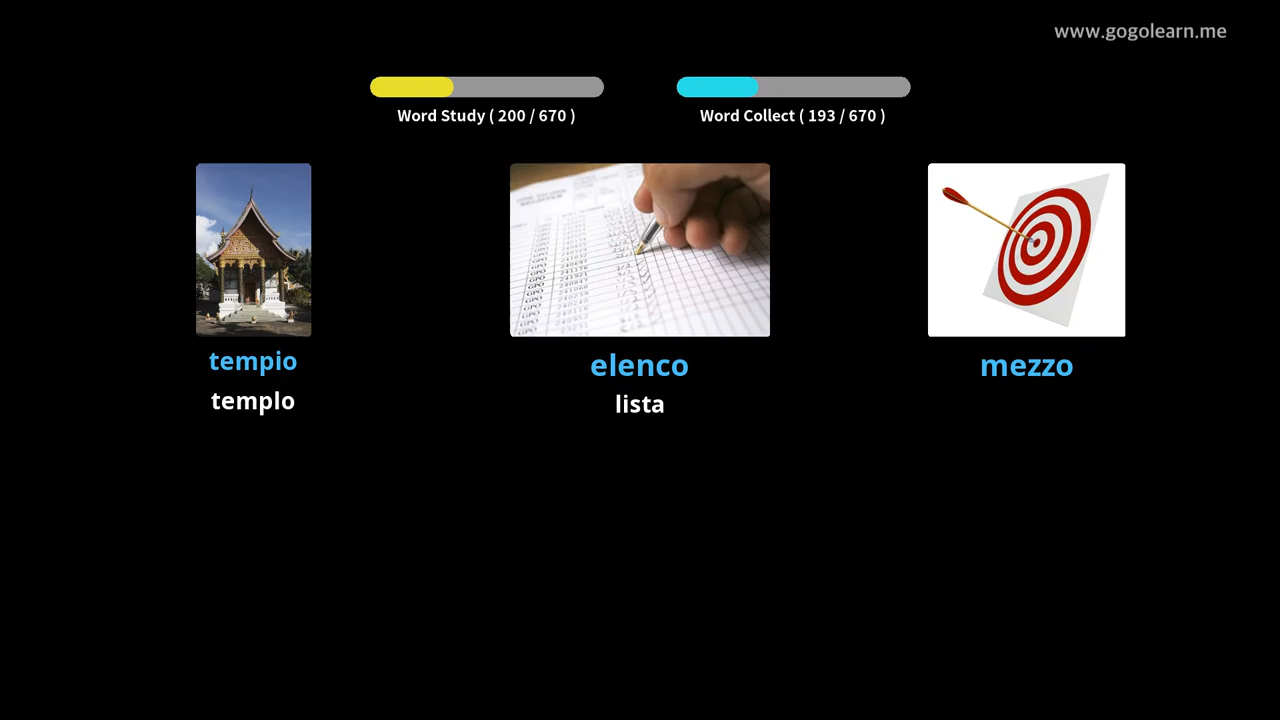 www.gogolearn.me
Word Study ( 200 / 670 )
Word Collect ( 193 / 670 )
tempio
elenco
mezzo
templo
lista